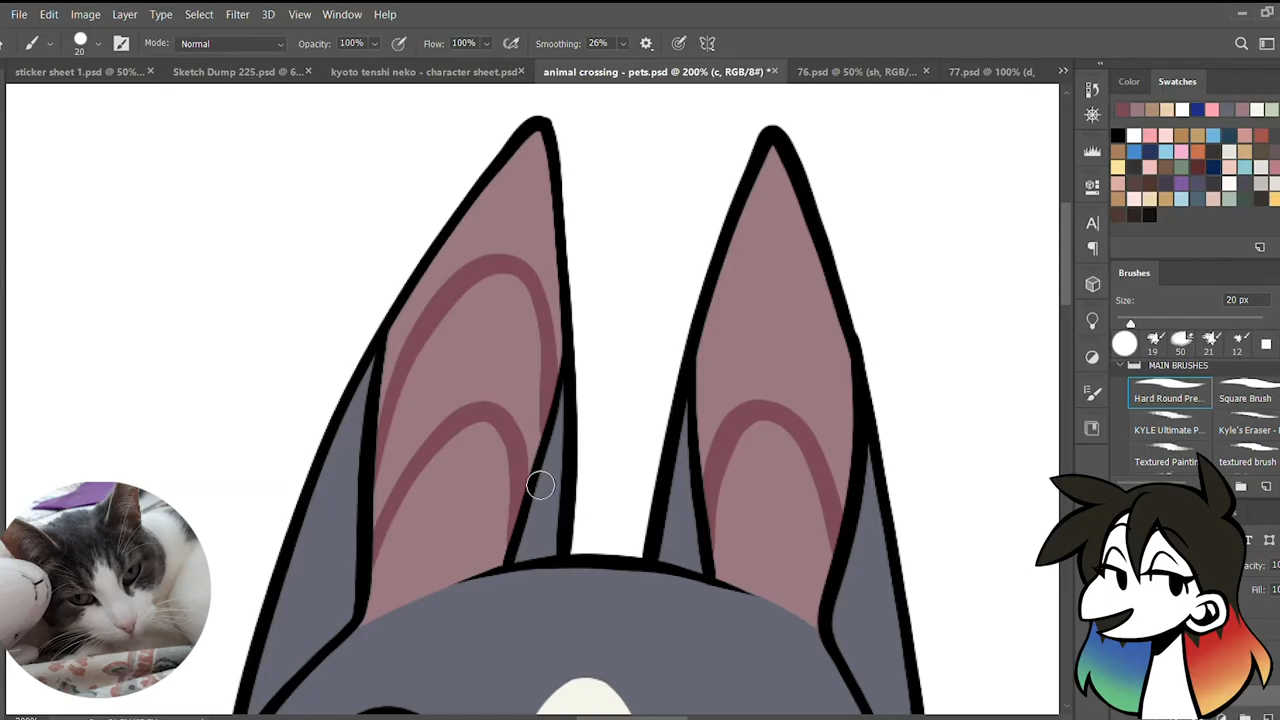 File Edit Image Layer Type Select Filter 3D View Window Help
20 Mode: Normal Opacity: 100% Flow: 100% Smoothing: 26%
sticker sheet 1.psd @ 50%... × Sketch Dump 225.psd @ 6... × kyoto tenshi neko - character sheet.psd × animal crossing - pets.psd @ 200% (c, RGB/8#) * × 76.psd @ 50% (sh, RGB/... × 77.psd @ 100% (d, >>
Color Swatches
Brushes
Size: 20 px
19 50 21 12
MAIN BRUSHES
Hard Round Pre... Square Brush
KYLE Ultimate P... Kyle's Eraser -
Textured Paintin textured brush